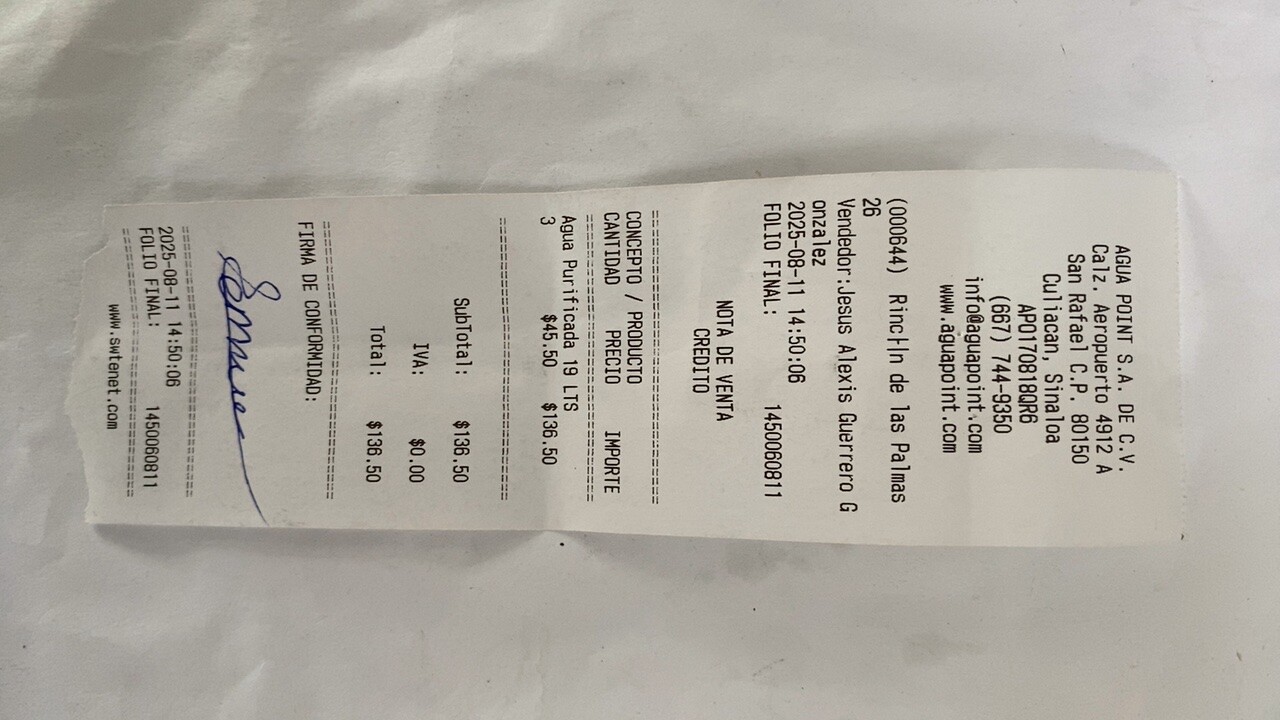 AGUA POINT S.A. DE C.V.
Calz. Aeropuerto 4912 A
San Rafael C.P. 80150
Culiacan, Sinaloa
APO170818QR6
(667) 744-9350
info@aguapoint.com
www.aguapoint.com
(000644) Rinc├ln de las Palmas
26
Vendedor:Jesus Alexis Guerrero G
onzalez
2025-08-11 14:50:06
FOLIO FINAL: 1450060811
NOTA DE VENTA
CREDITO
CONCEPTO / PRODUCTO
CANTIDAD PRECIO IMPORTE
Agua Purificada 19 LTS
3 $45.50 $136.50
SubTotal: $136.50
IVA: $0.00
Total: $136.50
FIRMA DE CONFORMIDAD:
2025-08-11 14:50:06
FOLIO FINAL: 1450060811
www.swtenet.com